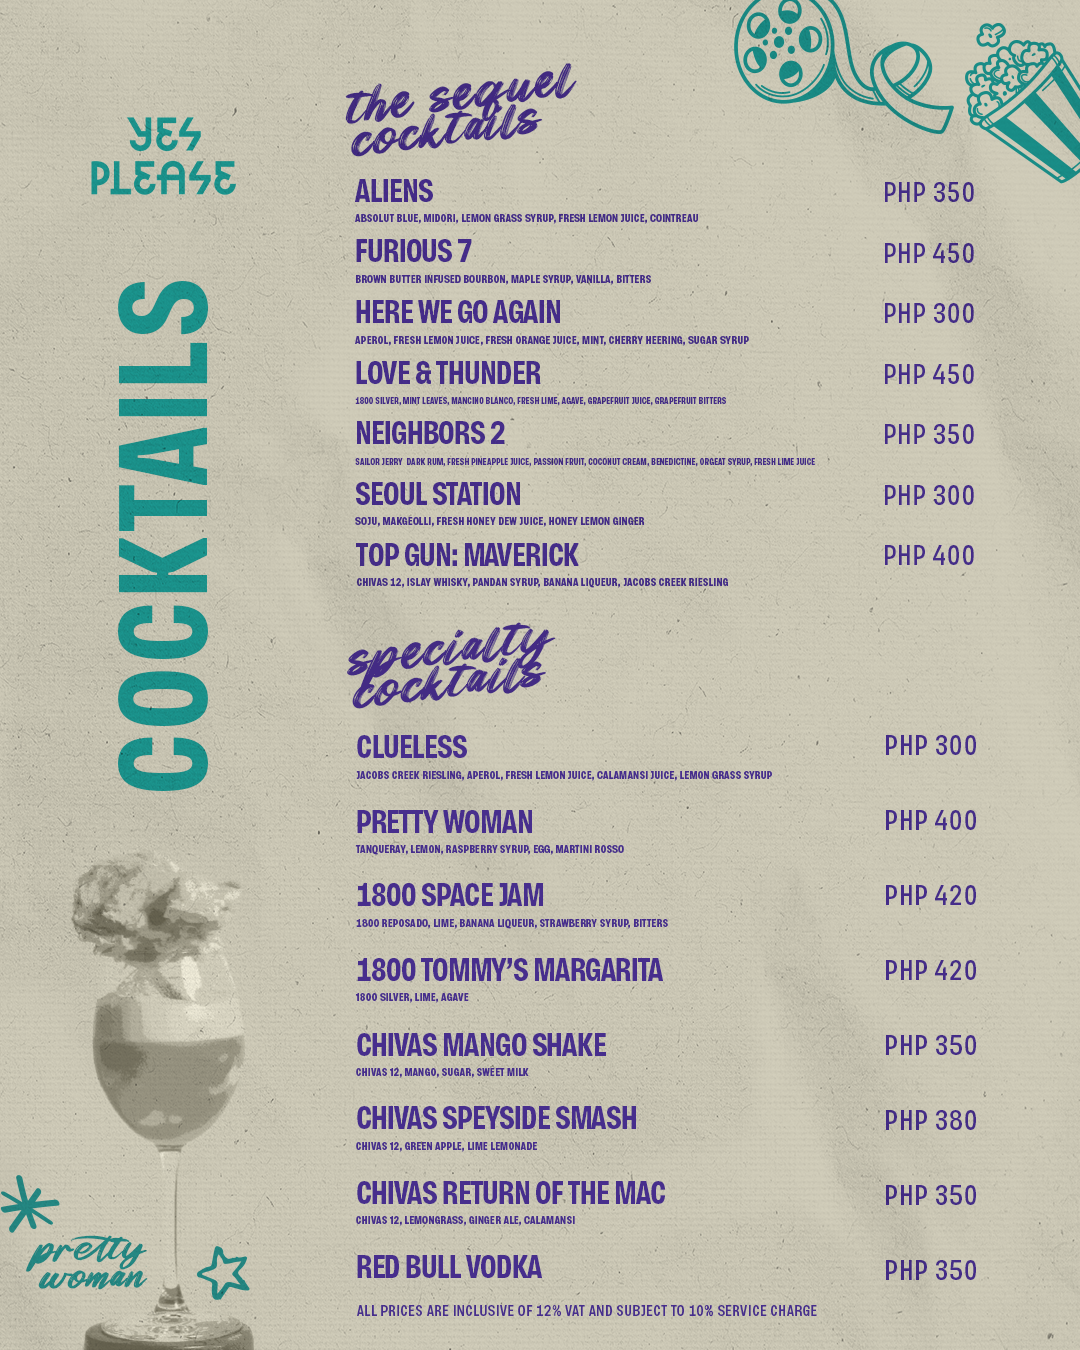 YES
PLEASE
COCKTAILS
the sequel
cocktails
ALIENS PHP 350
ABSOLUT BLUE, MIDORI, LEMON GRASS SYRUP, FRESH LEMON JUICE, COINTREAU
FURIOUS 7 PHP 450
BROWN BUTTER INFUSED BOURBON, MAPLE SYRUP, VANILLA, BITTERS
HERE WE GO AGAIN PHP 300
APEROL, FRESH LEMON JUICE, FRESH ORANGE JUICE, MINT, CHERRY HEERING, SUGAR SYRUP
LOVE & THUNDER PHP 450
1800 SILVER, MINT LEAVES, MANCINO BLANCO, FRESH LIME, AGAVE, GRAPEFRUIT JUICE, GRAPEFRUIT BITTERS
NEIGHBORS 2 PHP 350
SAILOR JERRY DARK RUM, FRESH PINEAPPLE JUICE, PASSION FRUIT, COCONUT CREAM, BENEDICTINE, ORGEAT SYRUP, FRESH LIME JUICE
SEOUL STATION PHP 300
SOJU, MAKGEOLLI, FRESH HONEY DEW JUICE, HONEY LEMON GINGER
TOP GUN: MAVERICK PHP 400
CHIVAS 12, ISLAY WHISKY, PANDAN SYRUP, BANANA LIQUEUR, JACOBS CREEK RIESLING
specialty
cocktails
CLUELESS PHP 300
JACOBS CREEK RIESLING, APEROL, FRESH LEMON JUICE, CALAMANSI JUICE, LEMON GRASS SYRUP
PRETTY WOMAN PHP 400
TANQUERAY, LEMON, RASPBERRY SYRUP, EGG, MARTINI ROSSO
1800 SPACE JAM PHP 420
1800 REPOSADO, LIME, BANANA LIQUEUR, STRAWBERRY SYRUP, BITTERS
1800 TOMMY'S MARGARITA PHP 420
1800 SILVER, LIME, AGAVE
CHIVAS MANGO SHAKE PHP 350
CHIVAS 12, MANGO, SUGAR, SWEET MILK
CHIVAS SPEYSIDE SMASH PHP 380
CHIVAS 12, GREEN APPLE, LIME LEMONADE
CHIVAS RETURN OF THE MAC PHP 350
CHIVAS 12, LEMONGRASS, GINGER ALE, CALAMANSI
RED BULL VODKA PHP 350
ALL PRICES ARE INCLUSIVE OF 12% VAT AND SUBJECT TO 10% SERVICE CHARGE
pretty
woman